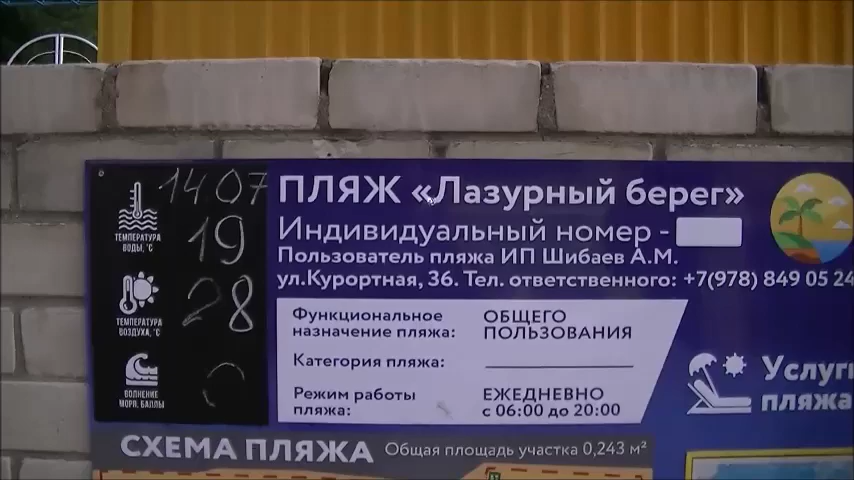 14 07
ТЕМПЕРАТУРА
ВОДЫ, °С
19
ТЕМПЕРАТУРА
ВОЗДУХА, °С
28
ВОЛНЕНИЕ
МОРЯ, БАЛЛЫ
0
ПЛЯЖ «Лазурный берег»
Индивидуальный номер -
Пользователь пляжа ИП Шибаев А.М.
ул.Курортная, 36. Тел. ответственного: +7(978) 849 05 24
Функциональное
назначение пляжа:
ОБЩЕГО
ПОЛЬЗОВАНИЯ
Категория пляжа:
Режим работы
пляжа:
ЕЖЕДНЕВНО
с 06:00 до 20:00
Услуг
пляжа
СХЕМА ПЛЯЖА Общая площадь участка 0,243 м²